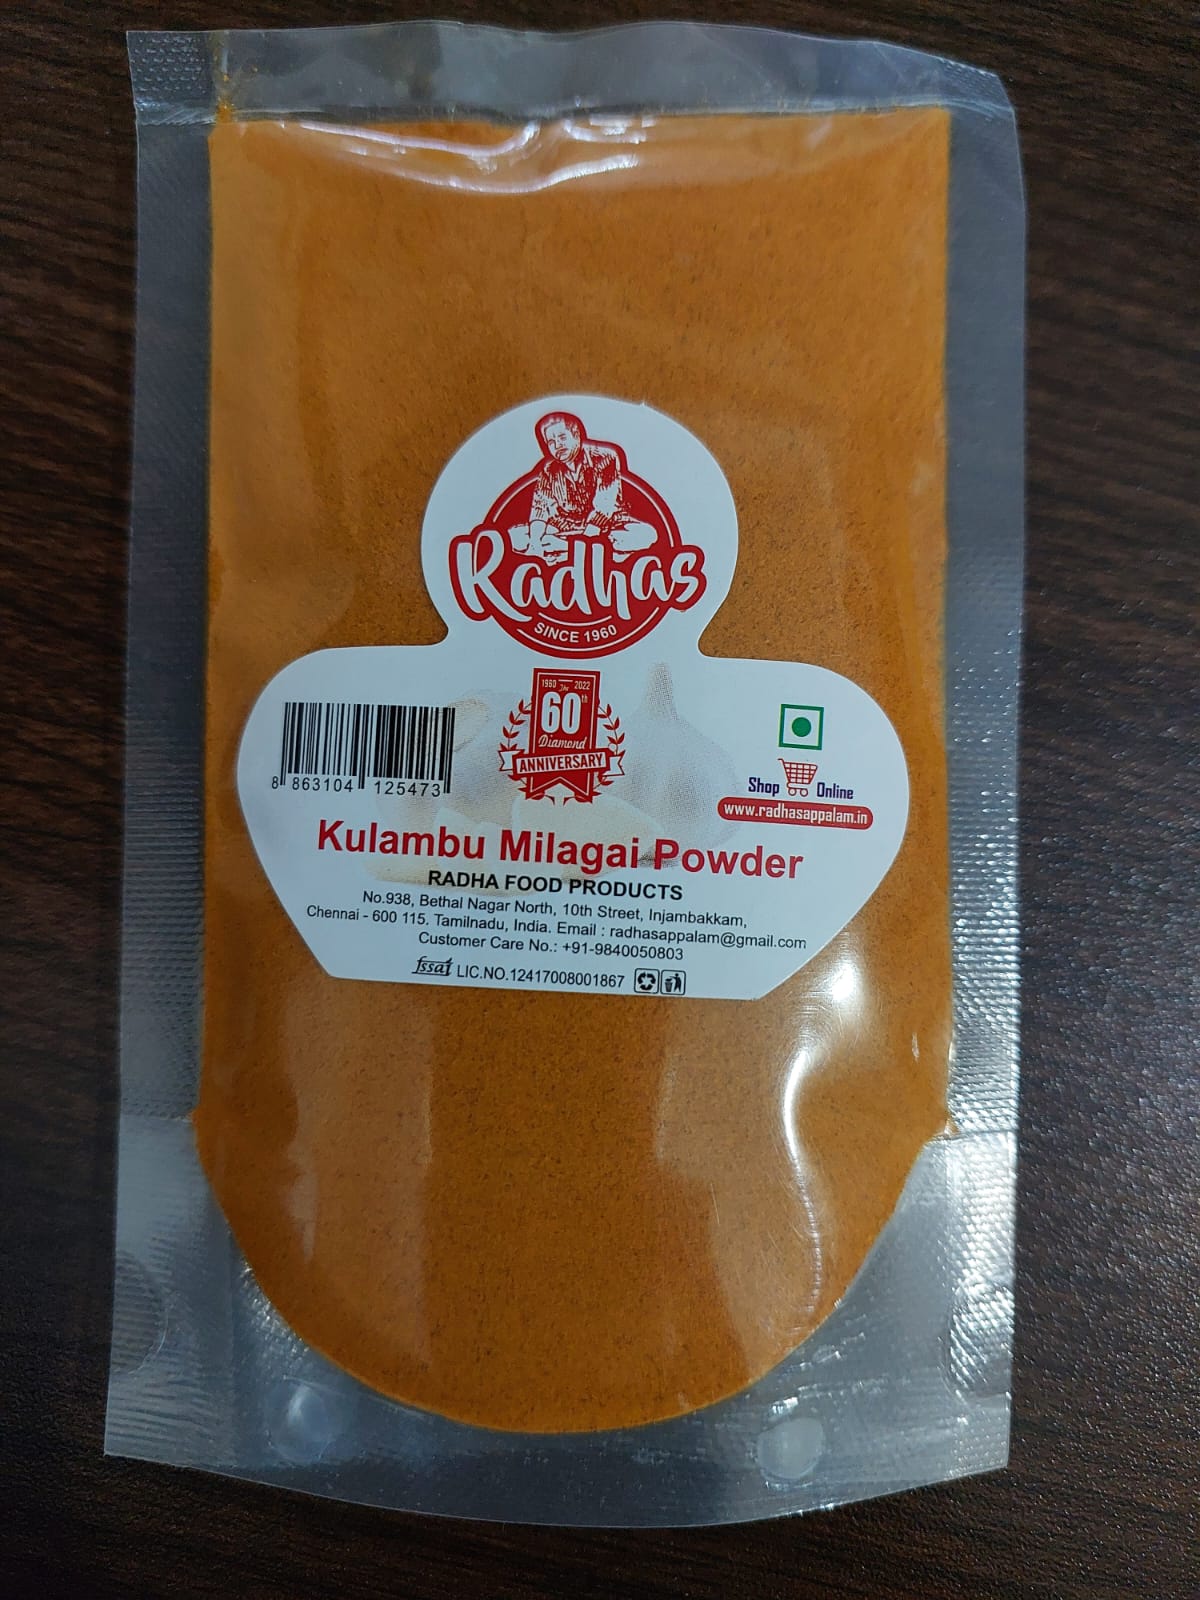 Radhas
SINCE 1960
1960 The 2022
60th
Diamond
ANNIVERSARY
8 863104 125473
Shop Online
www.radhasappalam.in
Kulambu Milagai Powder
RADHA FOOD PRODUCTS
No.938, Bethal Nagar North, 10th Street, Injambakkam,
Chennai - 600 115. Tamilnadu, India. Email : radhasappalam@gmail.com
Customer Care No.: +91-9840050803
fssai LIC.NO.12417008001867